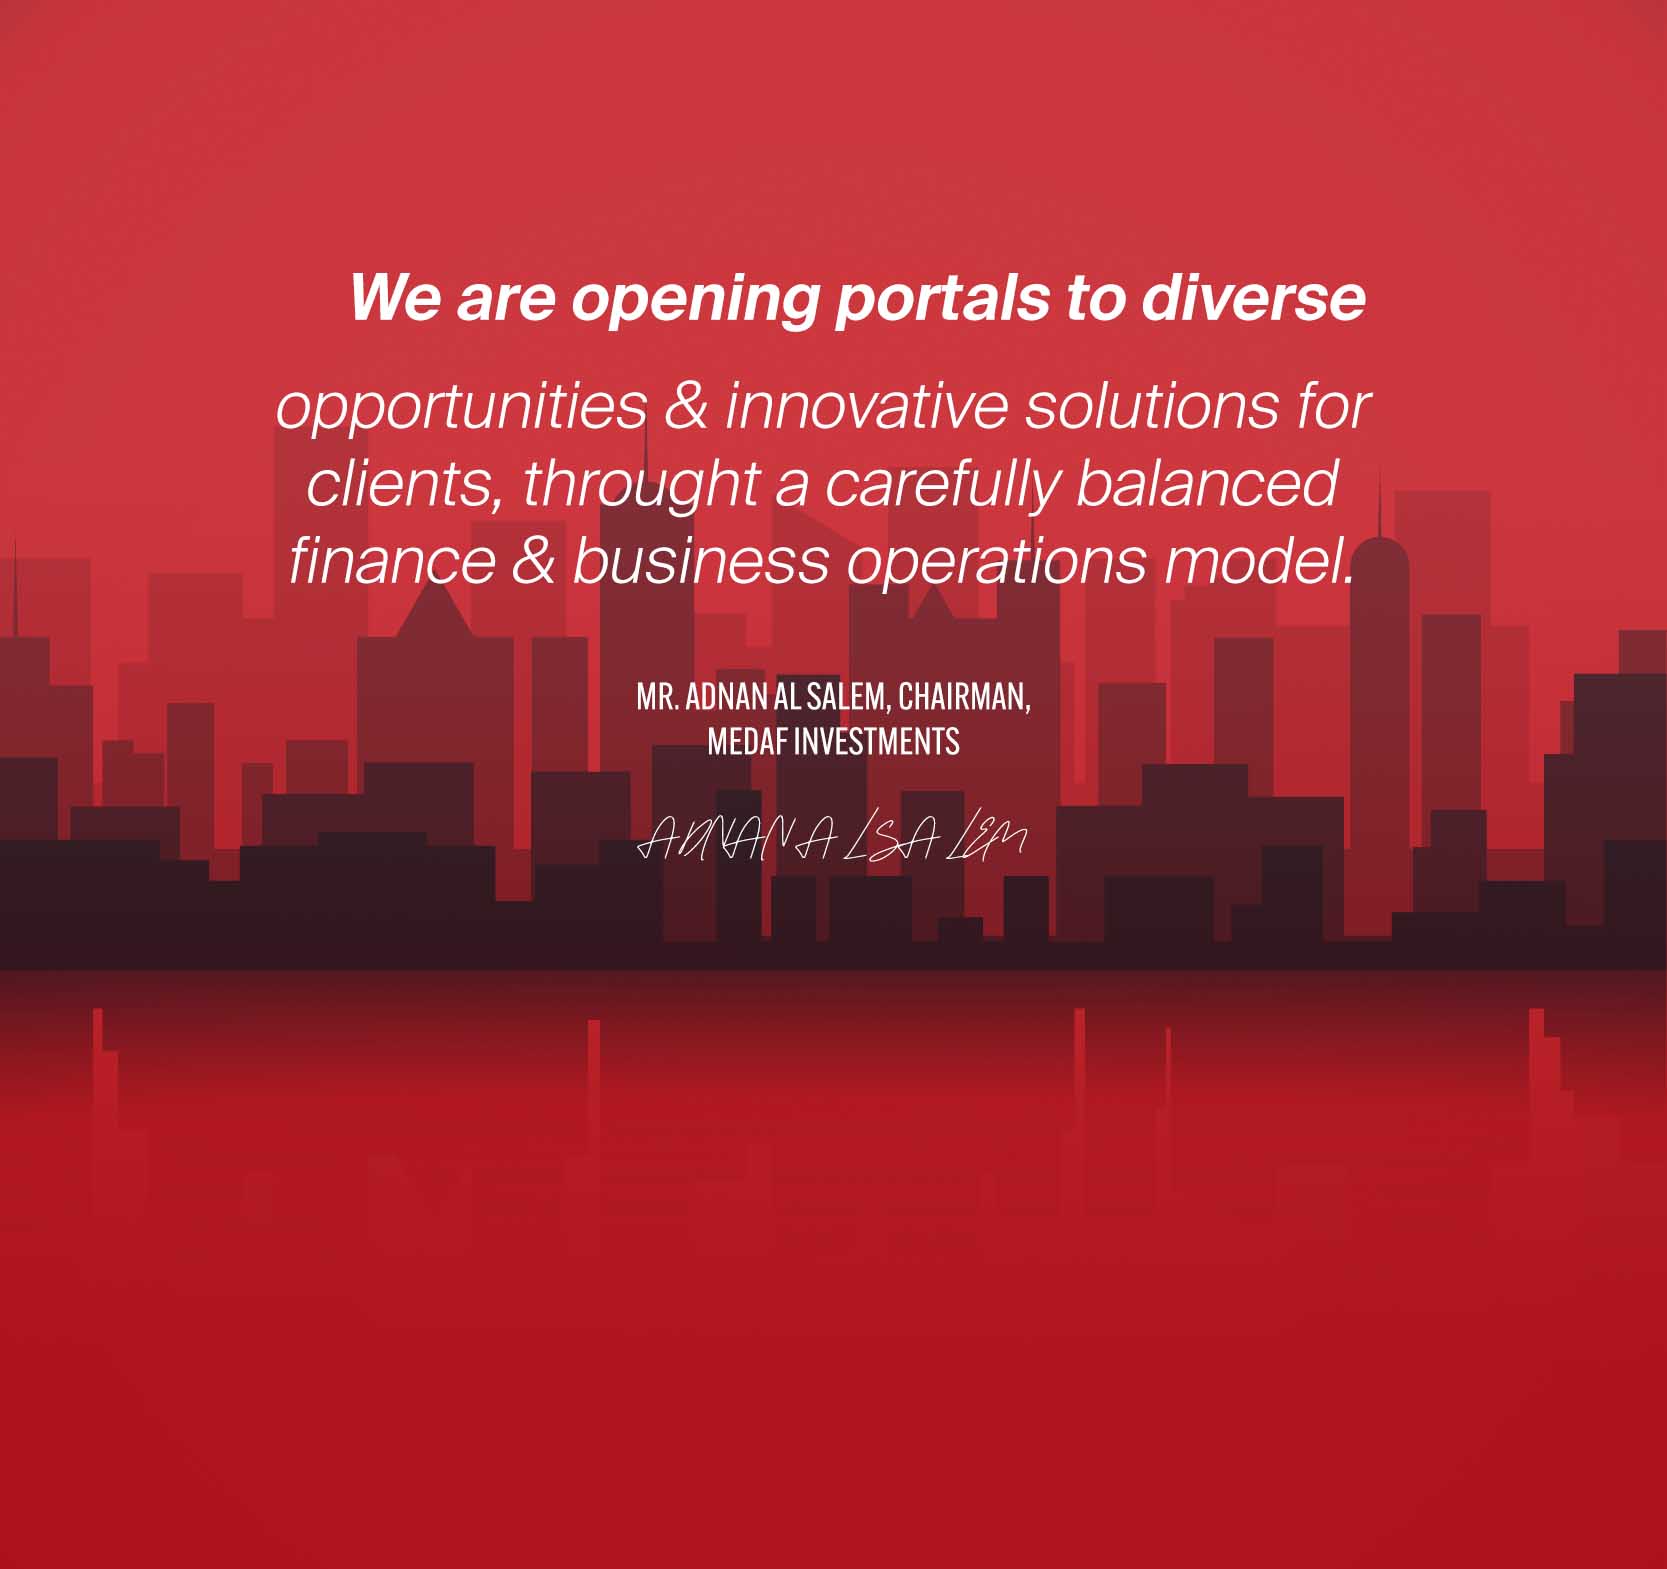 We are opening portals to diverse
opportunities & innovative solutions for
clients, throught a carefully balanced
finance & business operations model.
MR. ADNAN AL SALEM, CHAIRMAN,
MEDAF INVESTMENTS
ADNAN ALSALEM